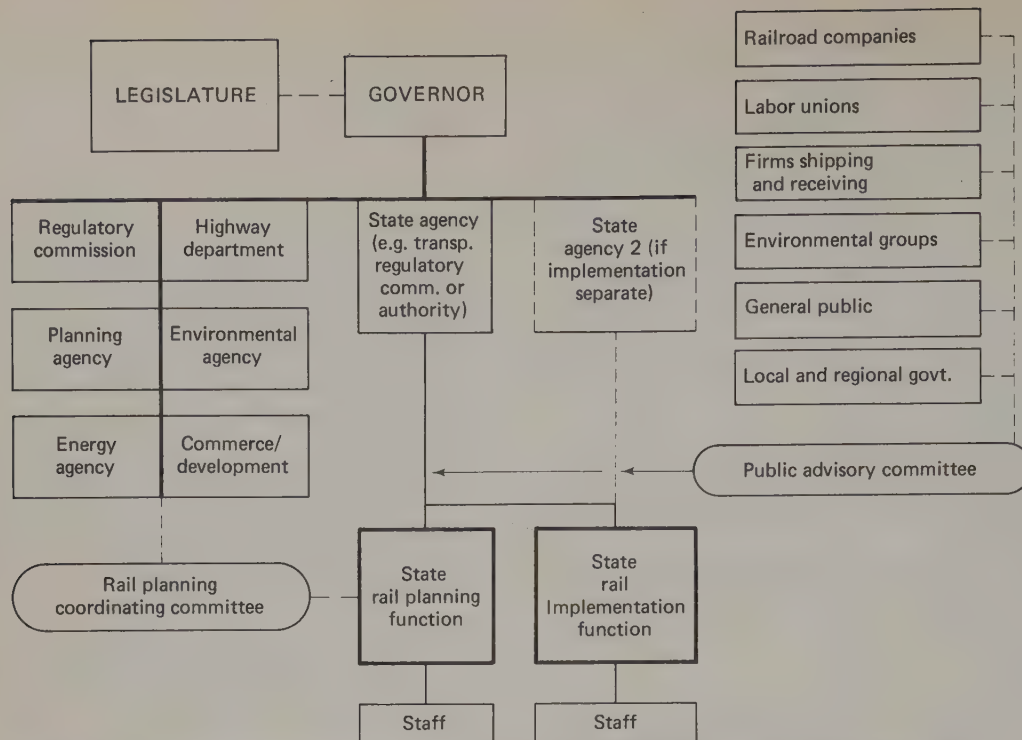 LEGISLATURE
GOVERNOR
Regulatory
commission
Highway
department
Planning
agency
Environmental
agency
Energy
agency
Commerce/
development
State agency
(e.g. transp.
regulatory
comm. or
authority)
State
agency 2 (if
implementation
separate)
Railroad companies
Labor unions
Firms shipping
and receiving
Environmental groups
General public
Local and regional govt.
Public advisory committee
Rail planning
coordinating committee
State
rail planning
function
State
rail
Implementation
function
Staff
Staff